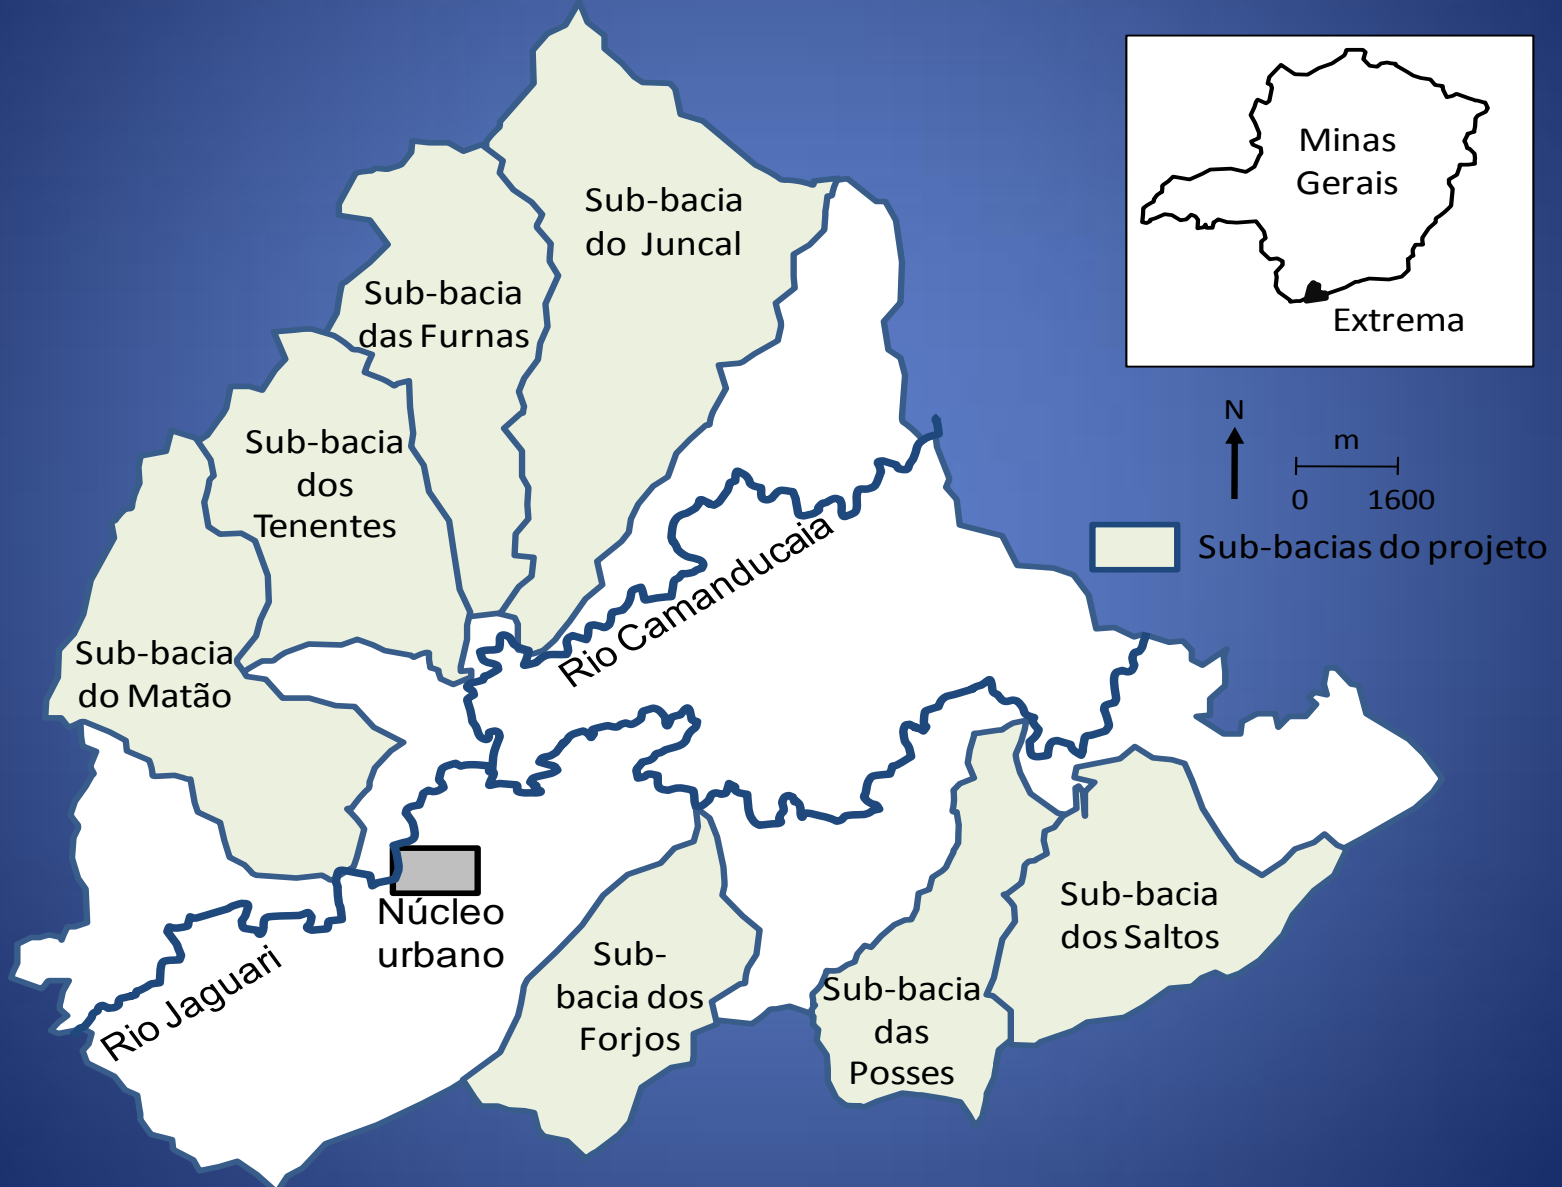 Sub-bacia
do Juncal
Sub-bacia
das Furnas
Sub-bacia
dos
Tenentes
Sub-bacia
do Matão
Rio Camanducaia
Núcleo
urbano
Rio Jaguari
Sub-
bacia dos
Forjos
Sub-bacia
das
Posses
Sub-bacia
dos Saltos
Minas
Gerais
Extrema
N
m
0 1600
Sub-bacias do projeto